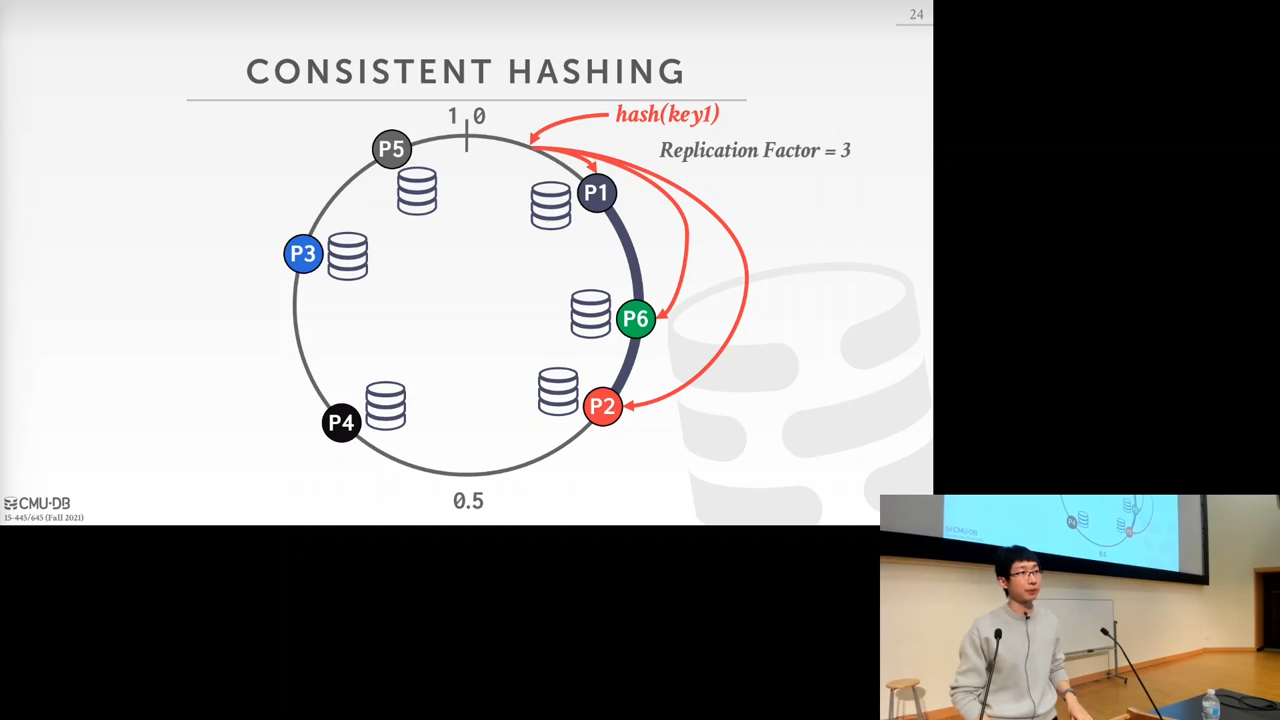 24
CONSISTENT HASHING
1 0
hash(key1)
Replication Factor = 3
P5
P1
P3
P6
P2
P4
0.5
CMU·DB
15-445/645 (Fall 2021)